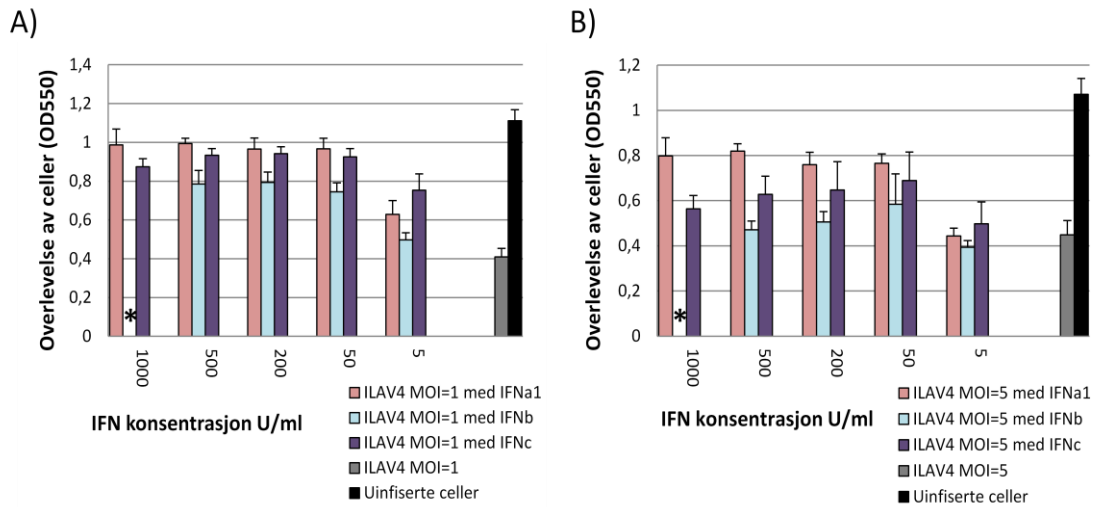 A)
Overlevelse av celler (OD550)
1,4
1,2
1
0,8
0,6
0,4
0,2
0
*
1000
500
200
50
5
IFN konsentrasjon U/ml
ILAV4 MOI=1 med IFNa1
ILAV4 MOI=1 med IFNb
ILAV4 MOI=1 med IFNc
ILAV4 MOI=1
Uinfiserte celler
B)
Overlevelse av celler (OD550)
1,2
1
0,8
0,6
0,4
0,2
0
*
1000
500
200
50
5
IFN konsentrasjon U/ml
ILAV4 MOI=5 med IFNa1
ILAV4 MOI=5 med IFNb
ILAV4 MOI=5 med IFNc
ILAV4 MOI=5
Uinfiserte celler